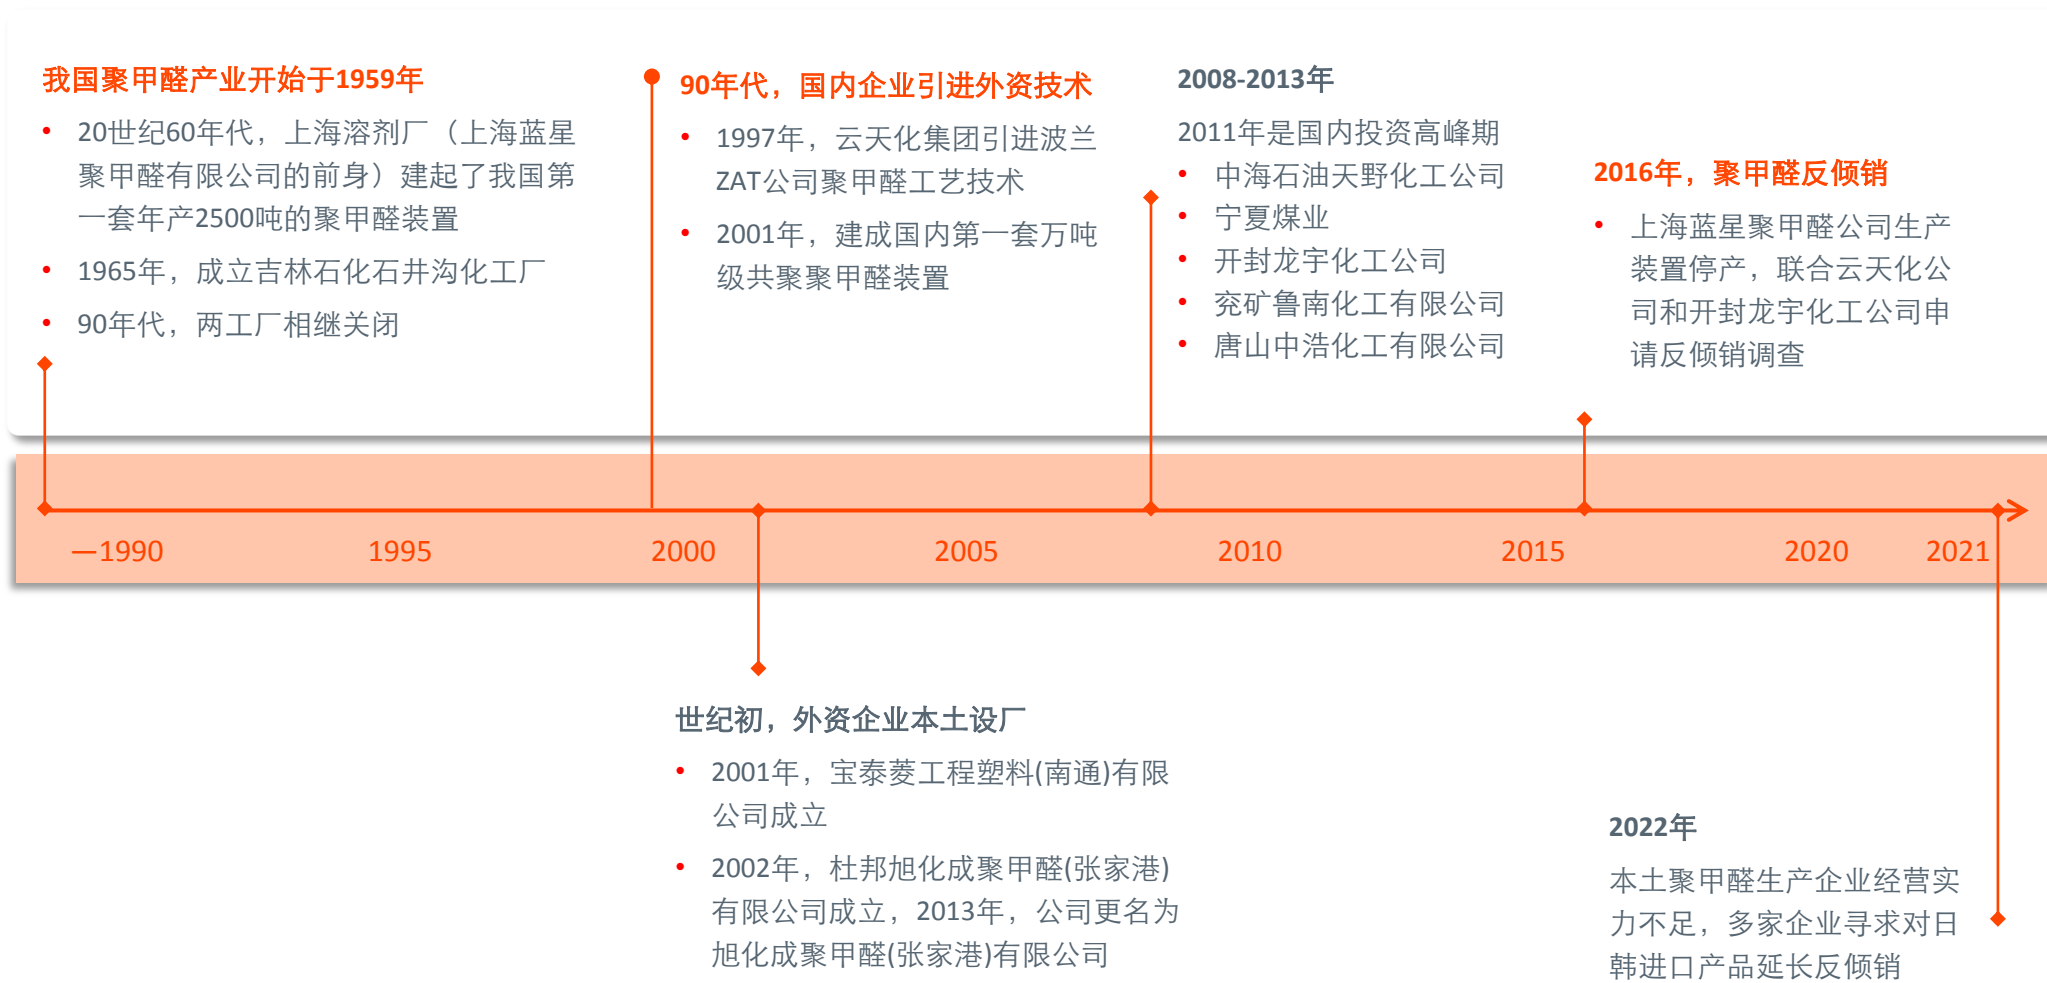 我国聚甲醛产业开始于1959年
• 20世纪60年代，上海溶剂厂（上海蓝星
聚甲醛有限公司的前身）建起了我国第
一套年产2500吨的聚甲醛装置
• 1965年，成立吉林石化石井沟化工厂
• 90年代，两工厂相继关闭
90年代，国内企业引进外资技术
• 1997年，云天化集团引进波兰
ZAT公司聚甲醛工艺技术
• 2001年，建成国内第一套万吨
级共聚聚甲醛装置
2008-2013年
2011年是国内投资高峰期
• 中海石油天野化工公司
• 宁夏煤业
• 开封龙宇化工公司
• 兖矿鲁南化工有限公司
• 唐山中浩化工有限公司
2016年，聚甲醛反倾销
• 上海蓝星聚甲醛公司生产
装置停产，联合云天化公
司和开封龙宇化工公司申
请反倾销调查
—1990
1995
2000
2005
2010
2015
2020
2021
世纪初，外资企业本土设厂
• 2001年，宝泰菱工程塑料(南通)有限
公司成立
• 2002年，杜邦旭化成聚甲醛(张家港)
有限公司成立，2013年，公司更名为
旭化成聚甲醛(张家港)有限公司
2022年
本土聚甲醛生产企业经营实
力不足，多家企业寻求对日
韩进口产品延长反倾销